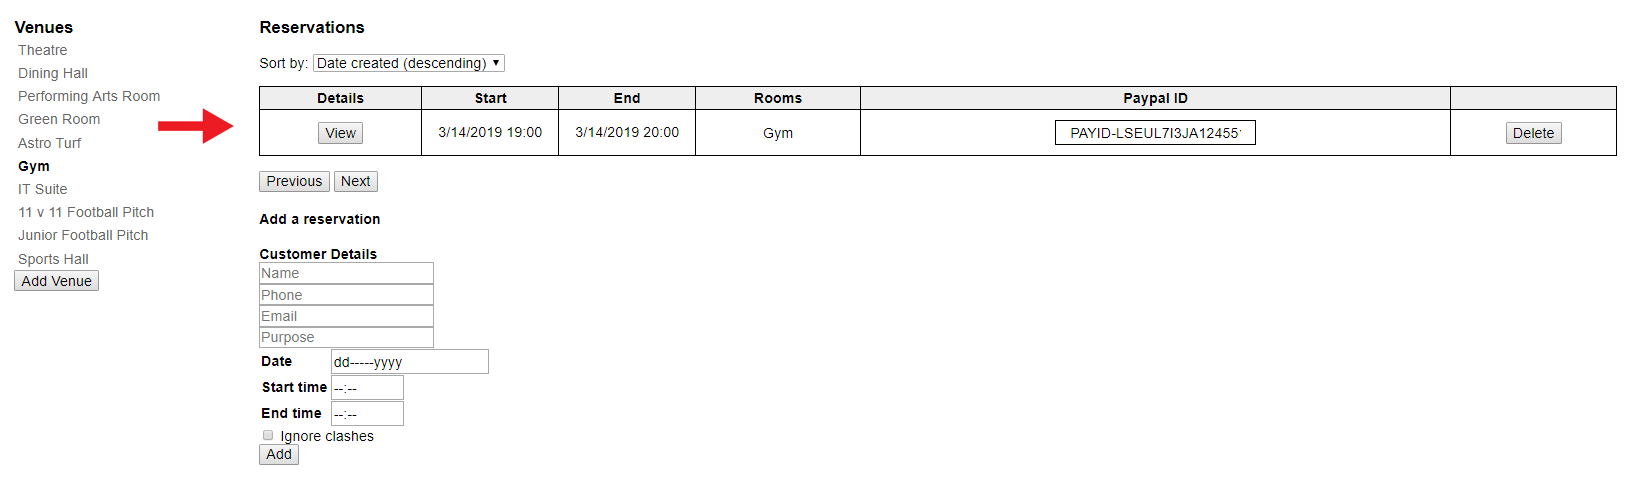 Venues
Theatre
Dining Hall
Performing Arts Room
Green Room
Astro Turf
Gym
IT Suite
11 v 11 Football Pitch
Junior Football Pitch
Sports Hall
Add Venue
Reservations
Sort by: Date created (descending)
Details Start End Rooms Paypal ID
View 3/14/2019 19:00 3/14/2019 20:00 Gym PAYID-LSEUL7I3JA12455 Delete
Previous Next
Add a reservation
Customer Details
Name
Phone
Email
Purpose
Date dd-----yyyy
Start time --:--
End time --:--
Ignore clashes
Add